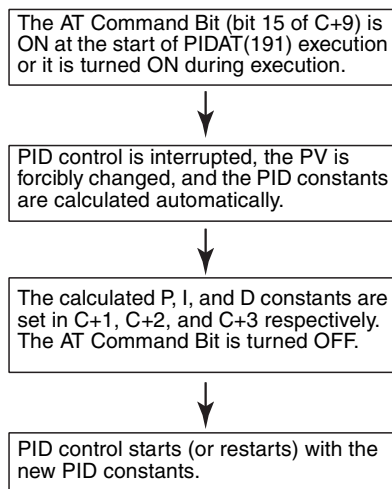 The AT Command Bit (bit 15 of C+9) is
ON at the start of PIDAT(191) execution
or it is turned ON during execution.
PID control is interrupted, the PV is
forcibly changed, and the PID constants
are calculated automatically.
The calculated P, I, and D constants are
set in C+1, C+2, and C+3 respectively.
The AT Command Bit is turned OFF.
PID control starts (or restarts) with the
new PID constants.